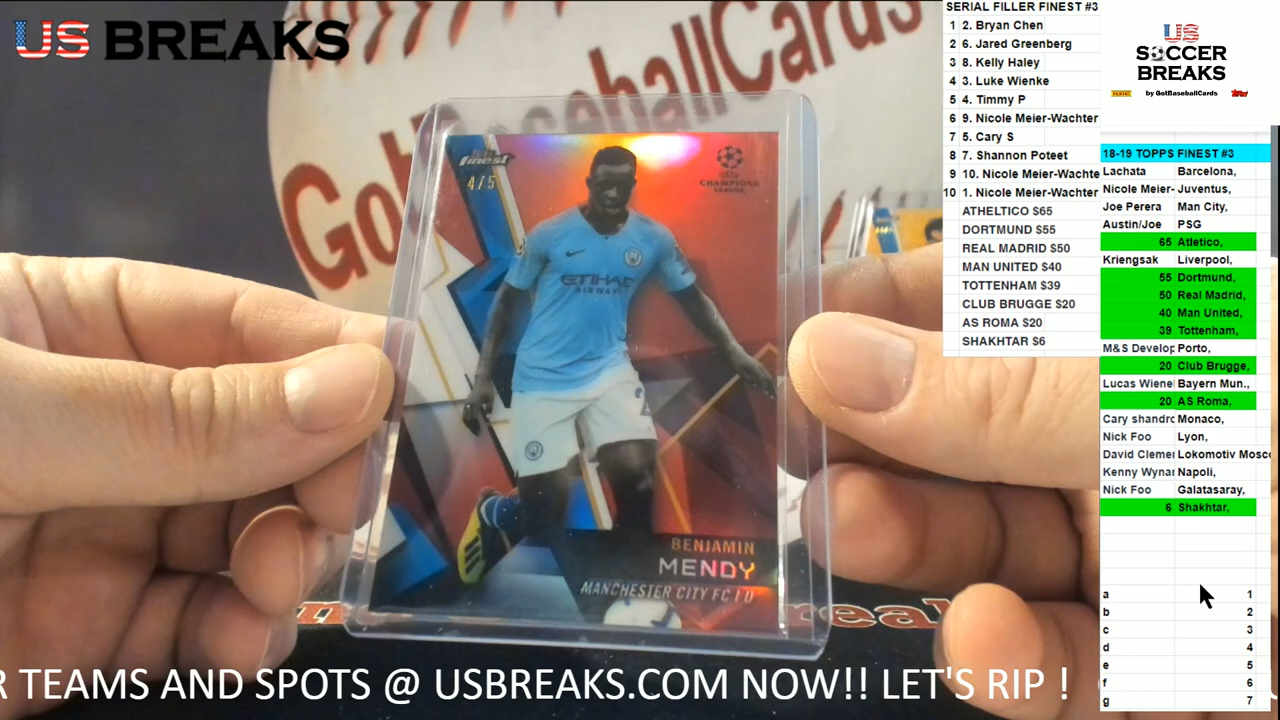 US BREAKS
GotBaseballCards
finest
4/5
CHAMPIONS
LEAGUE
ETIHAD
AIRWAYS
BENJAMIN
MENDY
MANCHESTER CITY FC | D
R TEAMS AND SPOTS @ USBREAKS.COM NOW!! LET'S RIP !
SERIAL FILLER FINEST #3
1 2. Bryan Chen
2 6. Jared Greenberg
3 8. Kelly Haley
4 3. Luke Wienke
5 4. Timmy P
6 9. Nicole Meier-Wachter
7 5. Cary S
8 7. Shannon Poteet
9 10. Nicole Meier-Wachte
10 1. Nicole Meier-Wachter
ATHELTICO $65
DORTMUND $55
REAL MADRID $50
MAN UNITED $40
TOTTENHAM $39
CLUB BRUGGE $20
AS ROMA $20
SHAKHTAR $6
US
SOCCER
BREAKS
PANINI by GotBaseballCards Topps
18-19 TOPPS FINEST #3
Lachata Barcelona,
Nicole Meier- Juventus,
Joe Perera Man City,
Austin/Joe PSG
65 Atletico,
Kriengsak Liverpool,
55 Dortmund,
50 Real Madrid,
40 Man United,
39 Tottenham,
M&S Develop Porto,
20 Club Brugge,
Lucas Wiene Bayern Mun.,
20 AS Roma,
Cary shandro Monaco,
Nick Foo Lyon,
David Cleme Lokomotiv Mosco
Kenny Wyna Napoli,
Nick Foo Galatasaray,
6 Shakhtar,
a 1
b 2
c 3
d 4
e 5
f 6
g 7